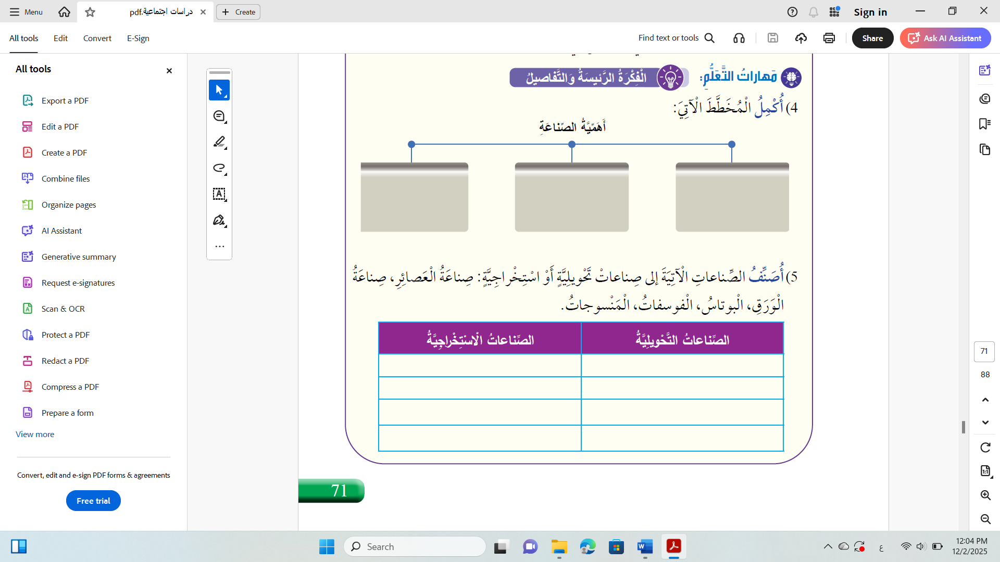 Menu
دراسات اجتماعية.pdf
Create
Sign in
All tools
Edit
Convert
E-Sign
Find text or tools
Share
Ask AI Assistant
All tools
Export a PDF
Edit a PDF
Create a PDF
Combine files
Organize pages
AI Assistant
Generative summary
Request e-signatures
Scan & OCR
Protect a PDF
Redact a PDF
Compress a PDF
Prepare a form
View more
Convert, edit and e-sign PDF forms & agreements
Free trial
مَهاراتُ التَّعَلُّمِ:
الْفِكْرَةُ الرَّئيسَةُ وَالتَّفاصيلُ
4) أُكْمِلُ الْمُخَطَّطَ الْآتِيَ:
أَهَمِّيَّةُ الصِّناعَةِ
5) أُصَنِّفُ الصِّناعاتِ الْآتِيَةَ إلى صِناعاتْ تَحْويلِيَّةٍ أَوْ اسْتِخْراجِيَّةٍ: صِناعَةُ الْعَصائِرِ، صِناعَةُ
الْوَرَقِ، الْبوتاسُ، الْفوسفاتُ، الْمَنْسوجاتُ.
الصِّناعاتُ التَّحْويلِيَّةُ
الصِّناعاتُ الْاِسْتِخْراجِيَّةُ
71
71
88
Search
ع
12:04 PM
12/2/2025